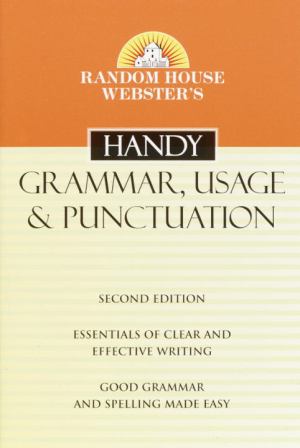 RANDOM HOUSE
WEBSTER'S
HANDY
GRAMMAR, USAGE
& PUNCTUATION
SECOND EDITION
ESSENTIALS OF CLEAR AND
EFFECTIVE WRITING
GOOD GRAMMAR
AND SPELLING MADE EASY